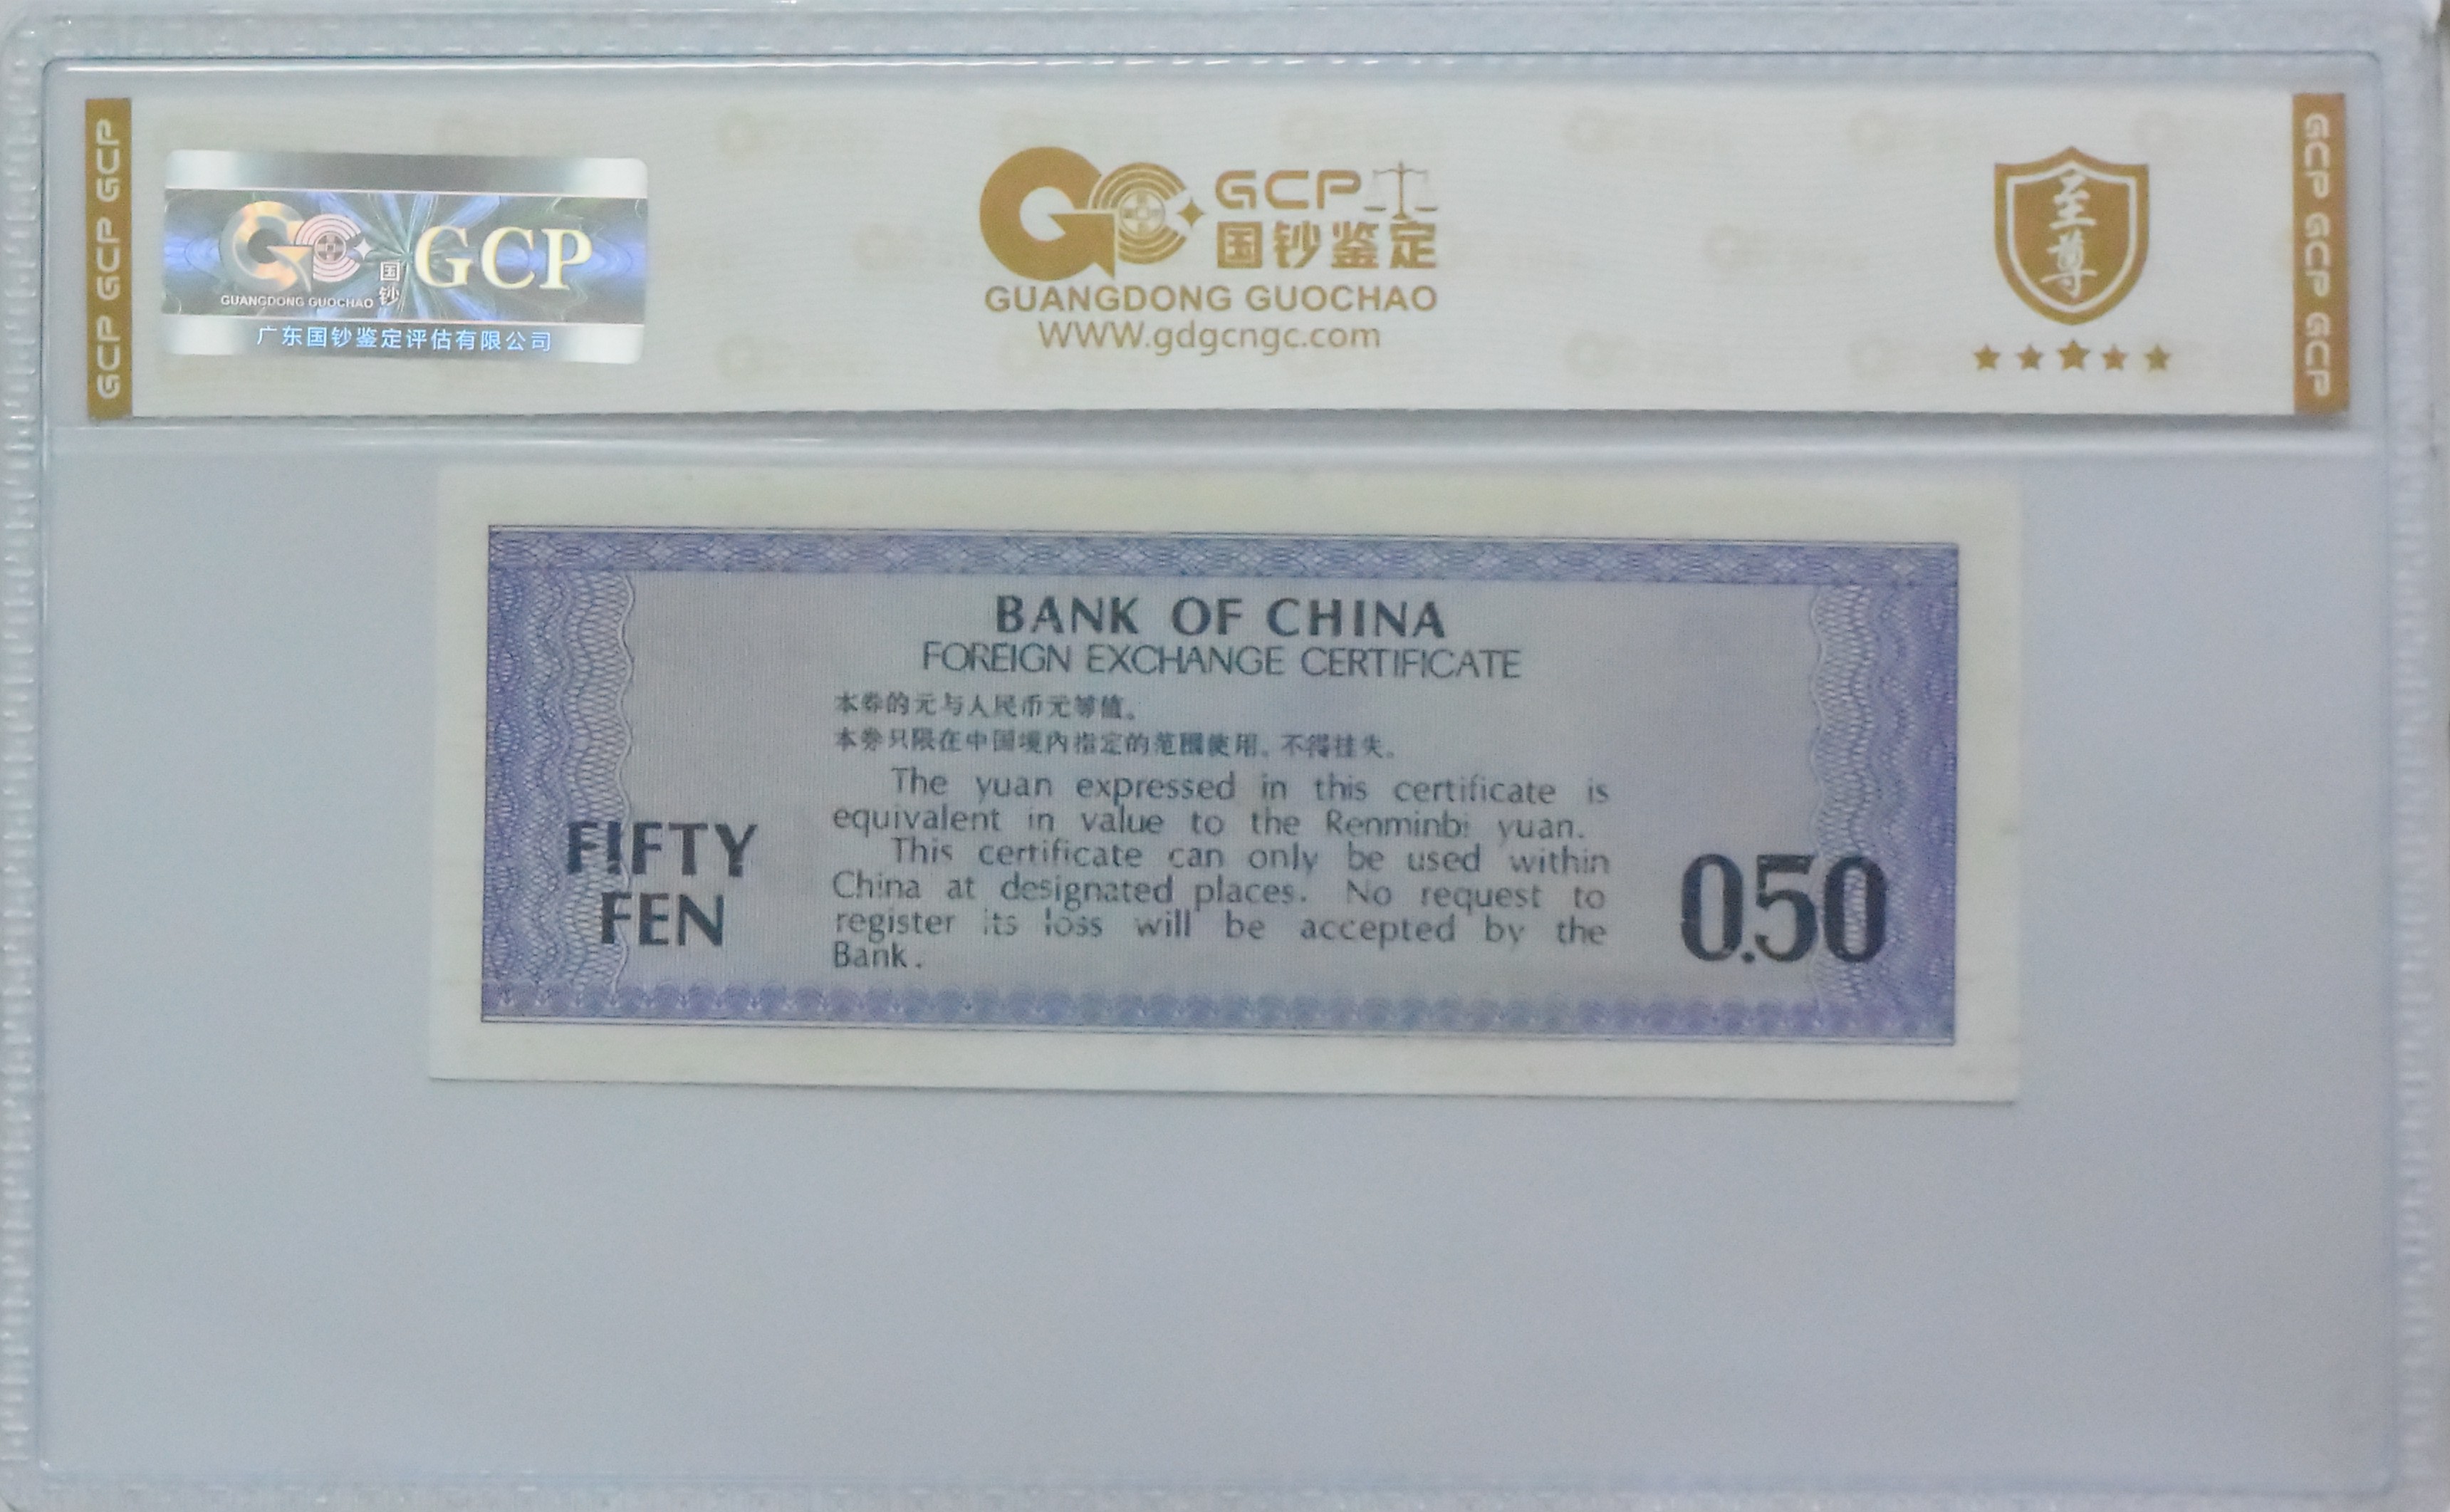 GCP GCP GCP
GUANGDONG GUOCHAO
国钞
GCP
广东国钞鉴定评估有限公司
GCP
国钞鉴定
GUANGDONG GUOCHAO
WWW.gdgcngc.com
至尊
GCP GCP GCP
BANK OF CHINA
FOREIGN EXCHANGE CERTIFICATE
本券的元与人民币元等值。
本券只限在中国境内指定的范围使用。不得挂失。
The yuan expressed in this certificate is
equivalent in value to the Renminbi yuan.
This certificate can only be used within
China at designated places. No request to
register its loss will be accepted by the
Bank.
FIFTY
FEN
0.50